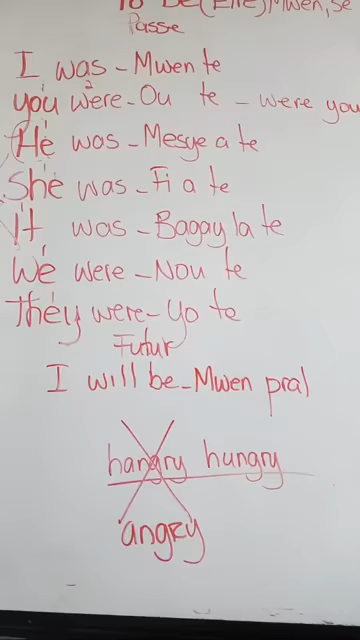 To Be (Etre) Mwen, se
Passe
I was - Mwen te
you were - Ou te - were you
He was - Mesye a te
She was - Fi a te
It was - Bagay la te
We were - Nou te
They were - yo te
Futur
I will be - Mwen pral
hangry hungry
angry